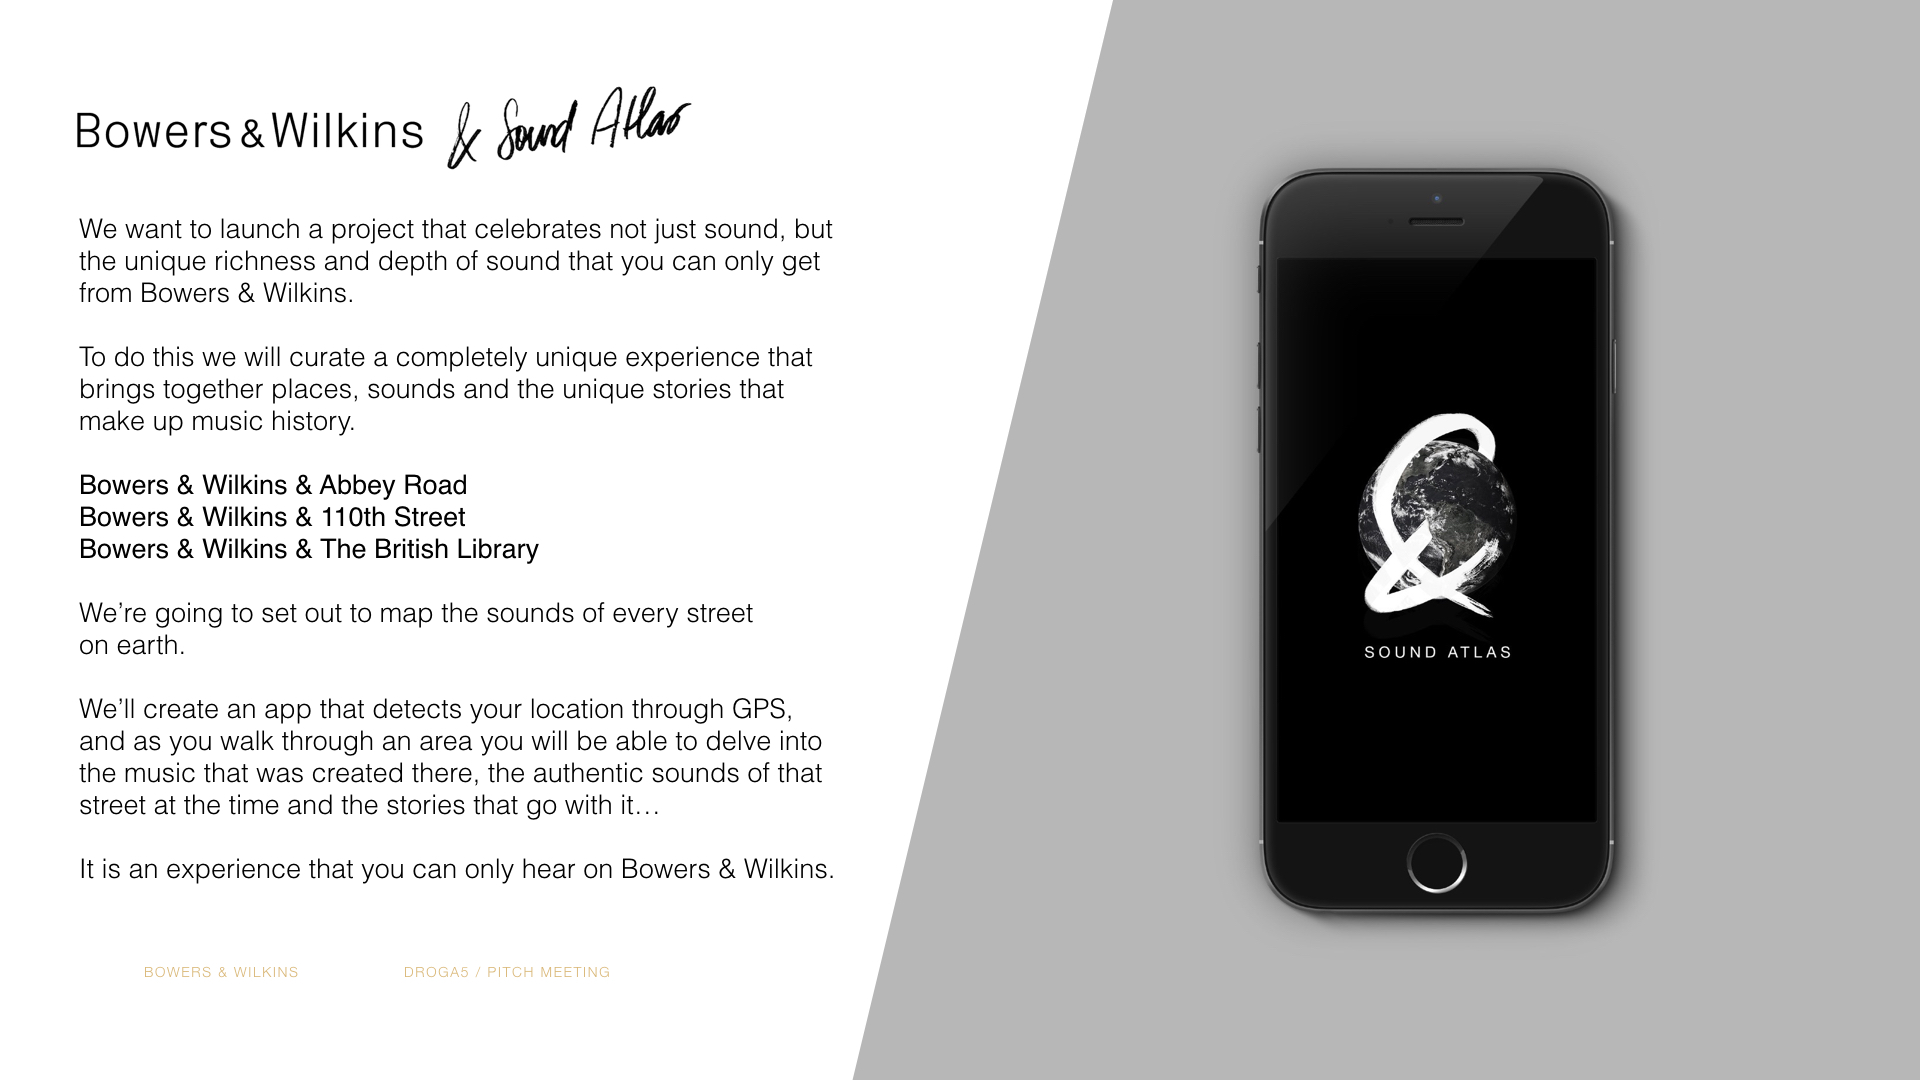 Bowers & Wilkins & Sound Atlas
We want to launch a project that celebrates not just sound, but
the unique richness and depth of sound that you can only get
from Bowers & Wilkins.
To do this we will curate a completely unique experience that
brings together places, sounds and the unique stories that
make up music history.
Bowers & Wilkins & Abbey Road
Bowers & Wilkins & 110th Street
Bowers & Wilkins & The British Library
We’re going to set out to map the sounds of every street
on earth.
We’ll create an app that detects your location through GPS,
and as you walk through an area you will be able to delve into
the music that was created there, the authentic sounds of that
street at the time and the stories that go with it…
It is an experience that you can only hear on Bowers & Wilkins.
BOWERS & WILKINS
DROGA5 / PITCH MEETING
&
SOUND ATLAS